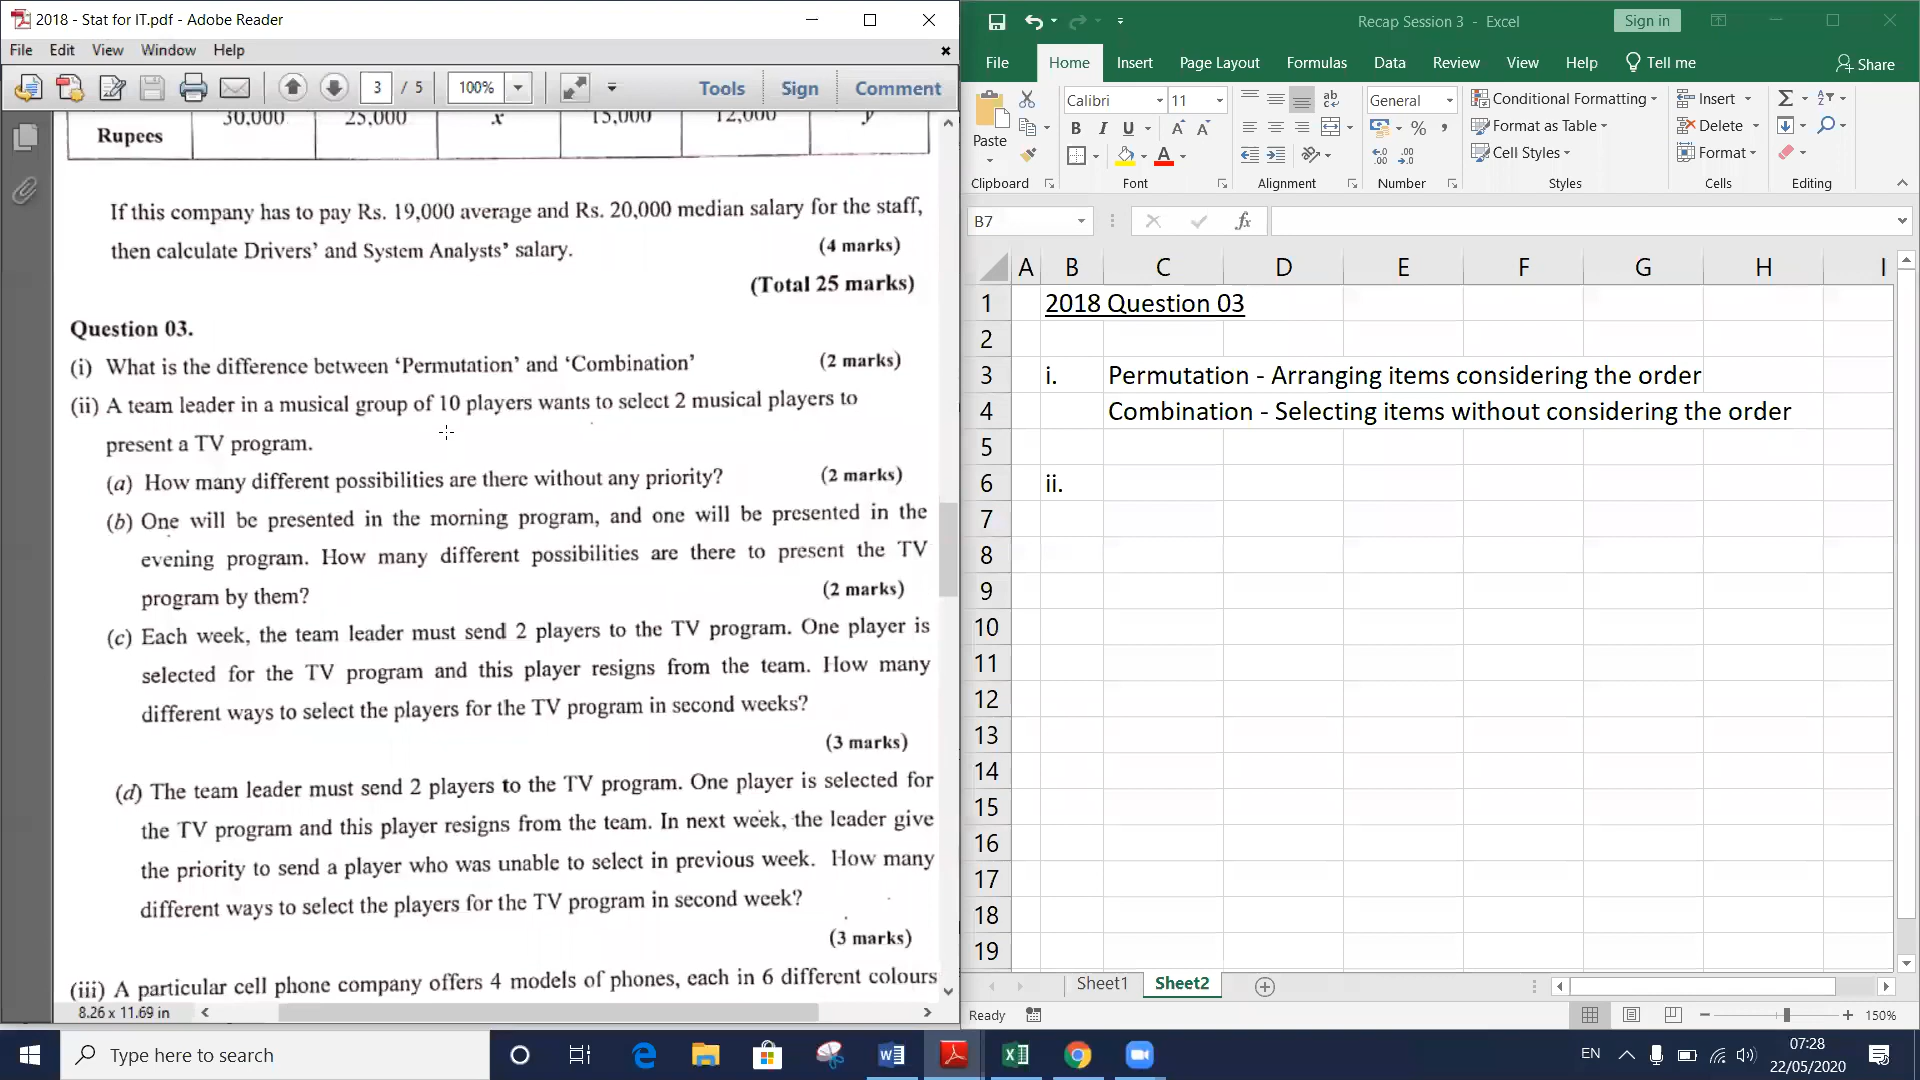 2018 - Stat for IT.pdf - Adobe Reader
File Edit View Window Help
3 / 5 100% Tools Sign Comment
Rupees 30,000 25,000 x 15,000 12,000 y
If this company has to pay Rs. 19,000 average and Rs. 20,000 median salary for the staff,
then calculate Drivers' and System Analysts' salary. (4 marks)
(Total 25 marks)
Question 03.
(i) What is the difference between 'Permutation' and 'Combination' (2 marks)
(ii) A team leader in a musical group of 10 players wants to select 2 musical players to
present a TV program.
(a) How many different possibilities are there without any priority? (2 marks)
(b) One will be presented in the morning program, and one will be presented in the
evening program. How many different possibilities are there to present the TV
program by them? (2 marks)
(c) Each week, the team leader must send 2 players to the TV program. One player is
selected for the TV program and this player resigns from the team. How many
different ways to select the players for the TV program in second weeks?
(3 marks)
(d) The team leader must send 2 players to the TV program. One player is selected for
the TV program and this player resigns from the team. In next week, the leader give
the priority to send a player who was unable to select in previous week. How many
different ways to select the players for the TV program in second week?
(3 marks)
(iii) A particular cell phone company offers 4 models of phones, each in 6 different colours
8.26 x 11.69 in
Recap Session 3 - Excel Sign in
File Home Insert Page Layout Formulas Data Review View Help Tell me Share
Paste Calibri 11 General Conditional Formatting Insert
B I U Format as Table Delete
Cell Styles Format
Clipboard Font Alignment Number Styles Cells Editing
B7 fx
A B C D E F G H I
1 2018 Question 03
2
3 i. Permutation - Arranging items considering the order
4 Combination - Selecting items without considering the order
5
6 ii.
7
8
9
10
11
12
13
14
15
16
17
18
19
Sheet1 Sheet2
Ready 150%
Type here to search
EN 07:28
22/05/2020